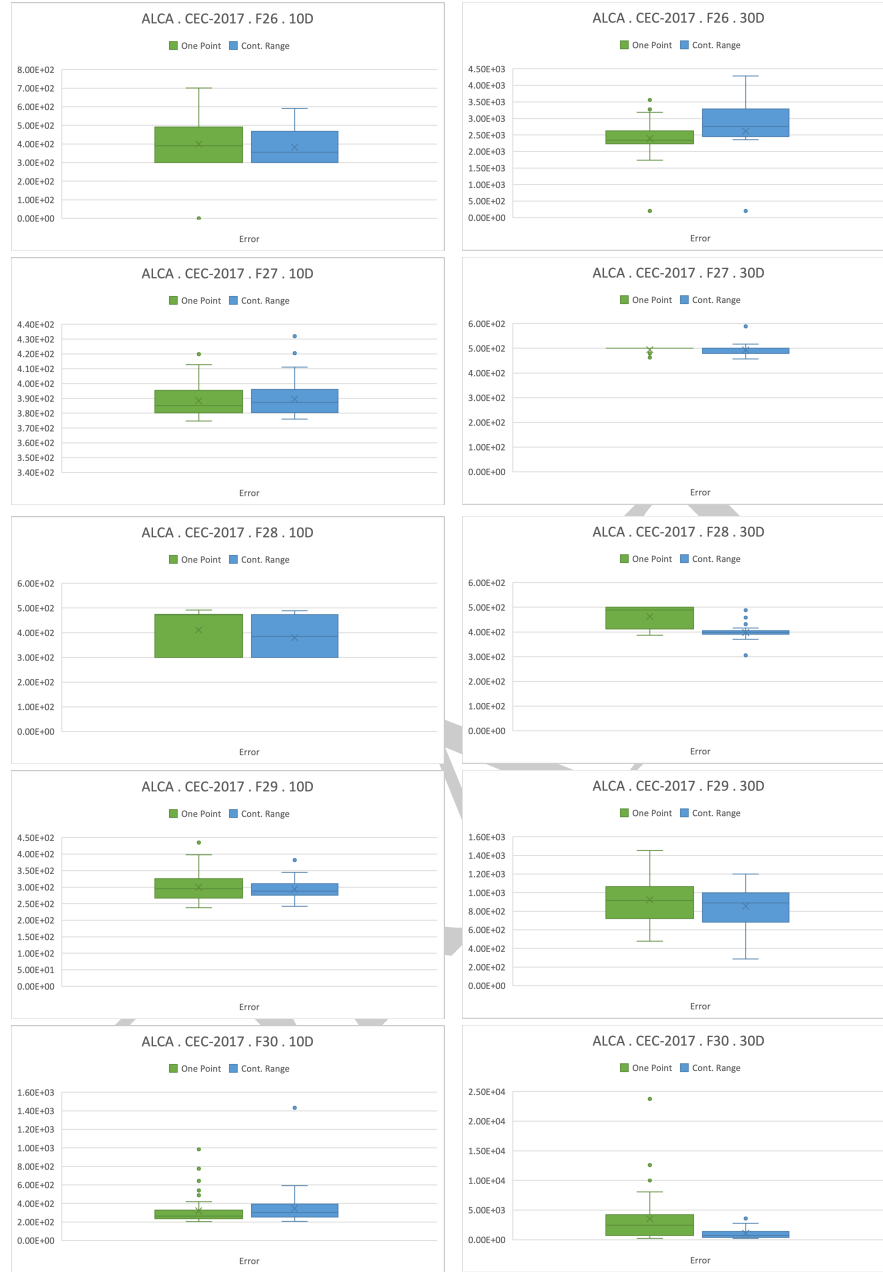 ALCA . CEC-2017 . F26 . 10D
One Point Cont. Range
8.00E+02
7.00E+02
6.00E+02
5.00E+02
4.00E+02
3.00E+02
2.00E+02
1.00E+02
0.00E+00
Error
ALCA . CEC-2017 . F26 . 30D
One Point Cont. Range
4.50E+03
4.00E+03
3.50E+03
3.00E+03
2.50E+03
2.00E+03
1.50E+03
1.00E+03
5.00E+02
0.00E+00
Error
ALCA . CEC-2017 . F27 . 10D
One Point Cont. Range
4.40E+02
4.30E+02
4.20E+02
4.10E+02
4.00E+02
3.90E+02
3.80E+02
3.70E+02
3.60E+02
3.50E+02
3.40E+02
Error
ALCA . CEC-2017 . F27 . 30D
One Point Cont. Range
6.00E+02
5.00E+02
4.00E+02
3.00E+02
2.00E+02
1.00E+02
0.00E+00
Error
ALCA . CEC-2017 . F28 . 10D
One Point Cont. Range
6.00E+02
5.00E+02
4.00E+02
3.00E+02
2.00E+02
1.00E+02
0.00E+00
Error
ALCA . CEC-2017 . F28 . 30D
One Point Cont. Range
6.00E+02
5.00E+02
4.00E+02
3.00E+02
2.00E+02
1.00E+02
0.00E+00
Error
ALCA . CEC-2017 . F29 . 10D
One Point Cont. Range
4.50E+02
4.00E+02
3.50E+02
3.00E+02
2.50E+02
2.00E+02
1.50E+02
1.00E+02
5.00E+01
0.00E+00
Error
ALCA . CEC-2017 . F29 . 30D
One Point Cont. Range
1.60E+03
1.40E+03
1.20E+03
1.00E+03
8.00E+02
6.00E+02
4.00E+02
2.00E+02
0.00E+00
Error
ALCA . CEC-2017 . F30 . 10D
One Point Cont. Range
1.60E+03
1.40E+03
1.20E+03
1.00E+03
8.00E+02
6.00E+02
4.00E+02
2.00E+02
0.00E+00
Error
ALCA . CEC-2017 . F30 . 30D
One Point Cont. Range
2.50E+04
2.00E+04
1.50E+04
1.00E+04
5.00E+03
0.00E+00
Error